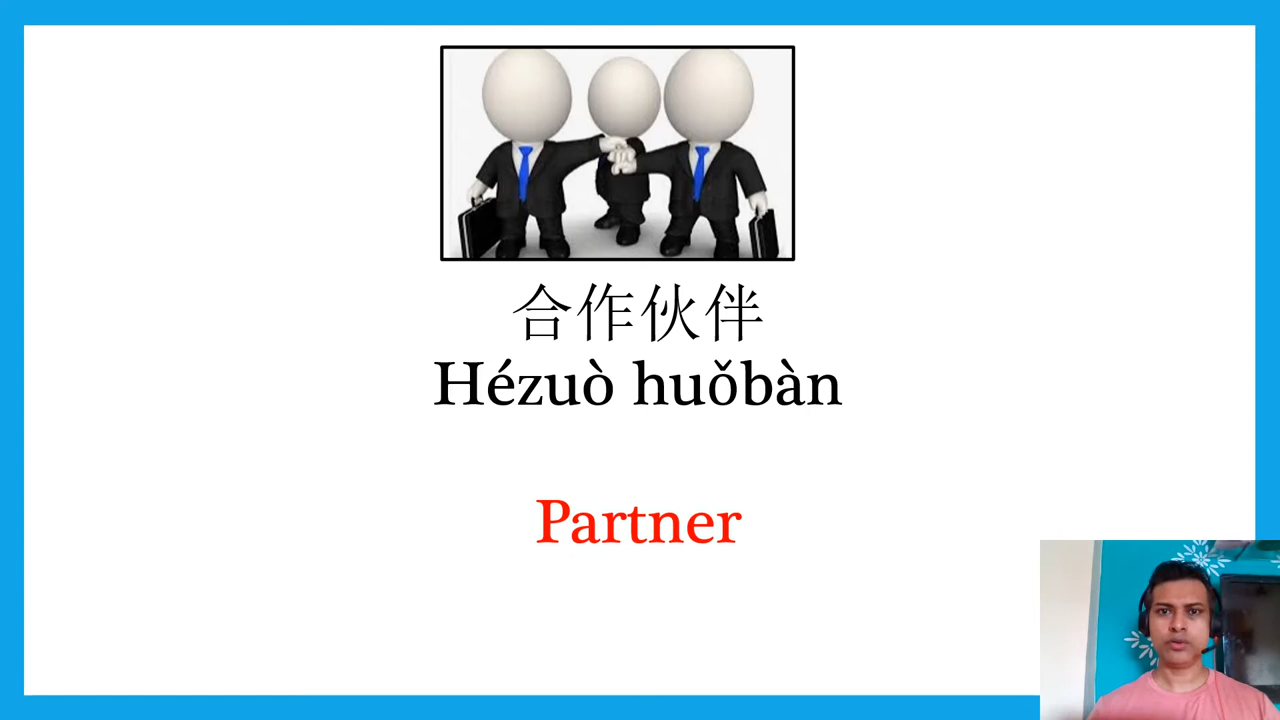 合作伙伴
Hézuò huǒbàn
Partner